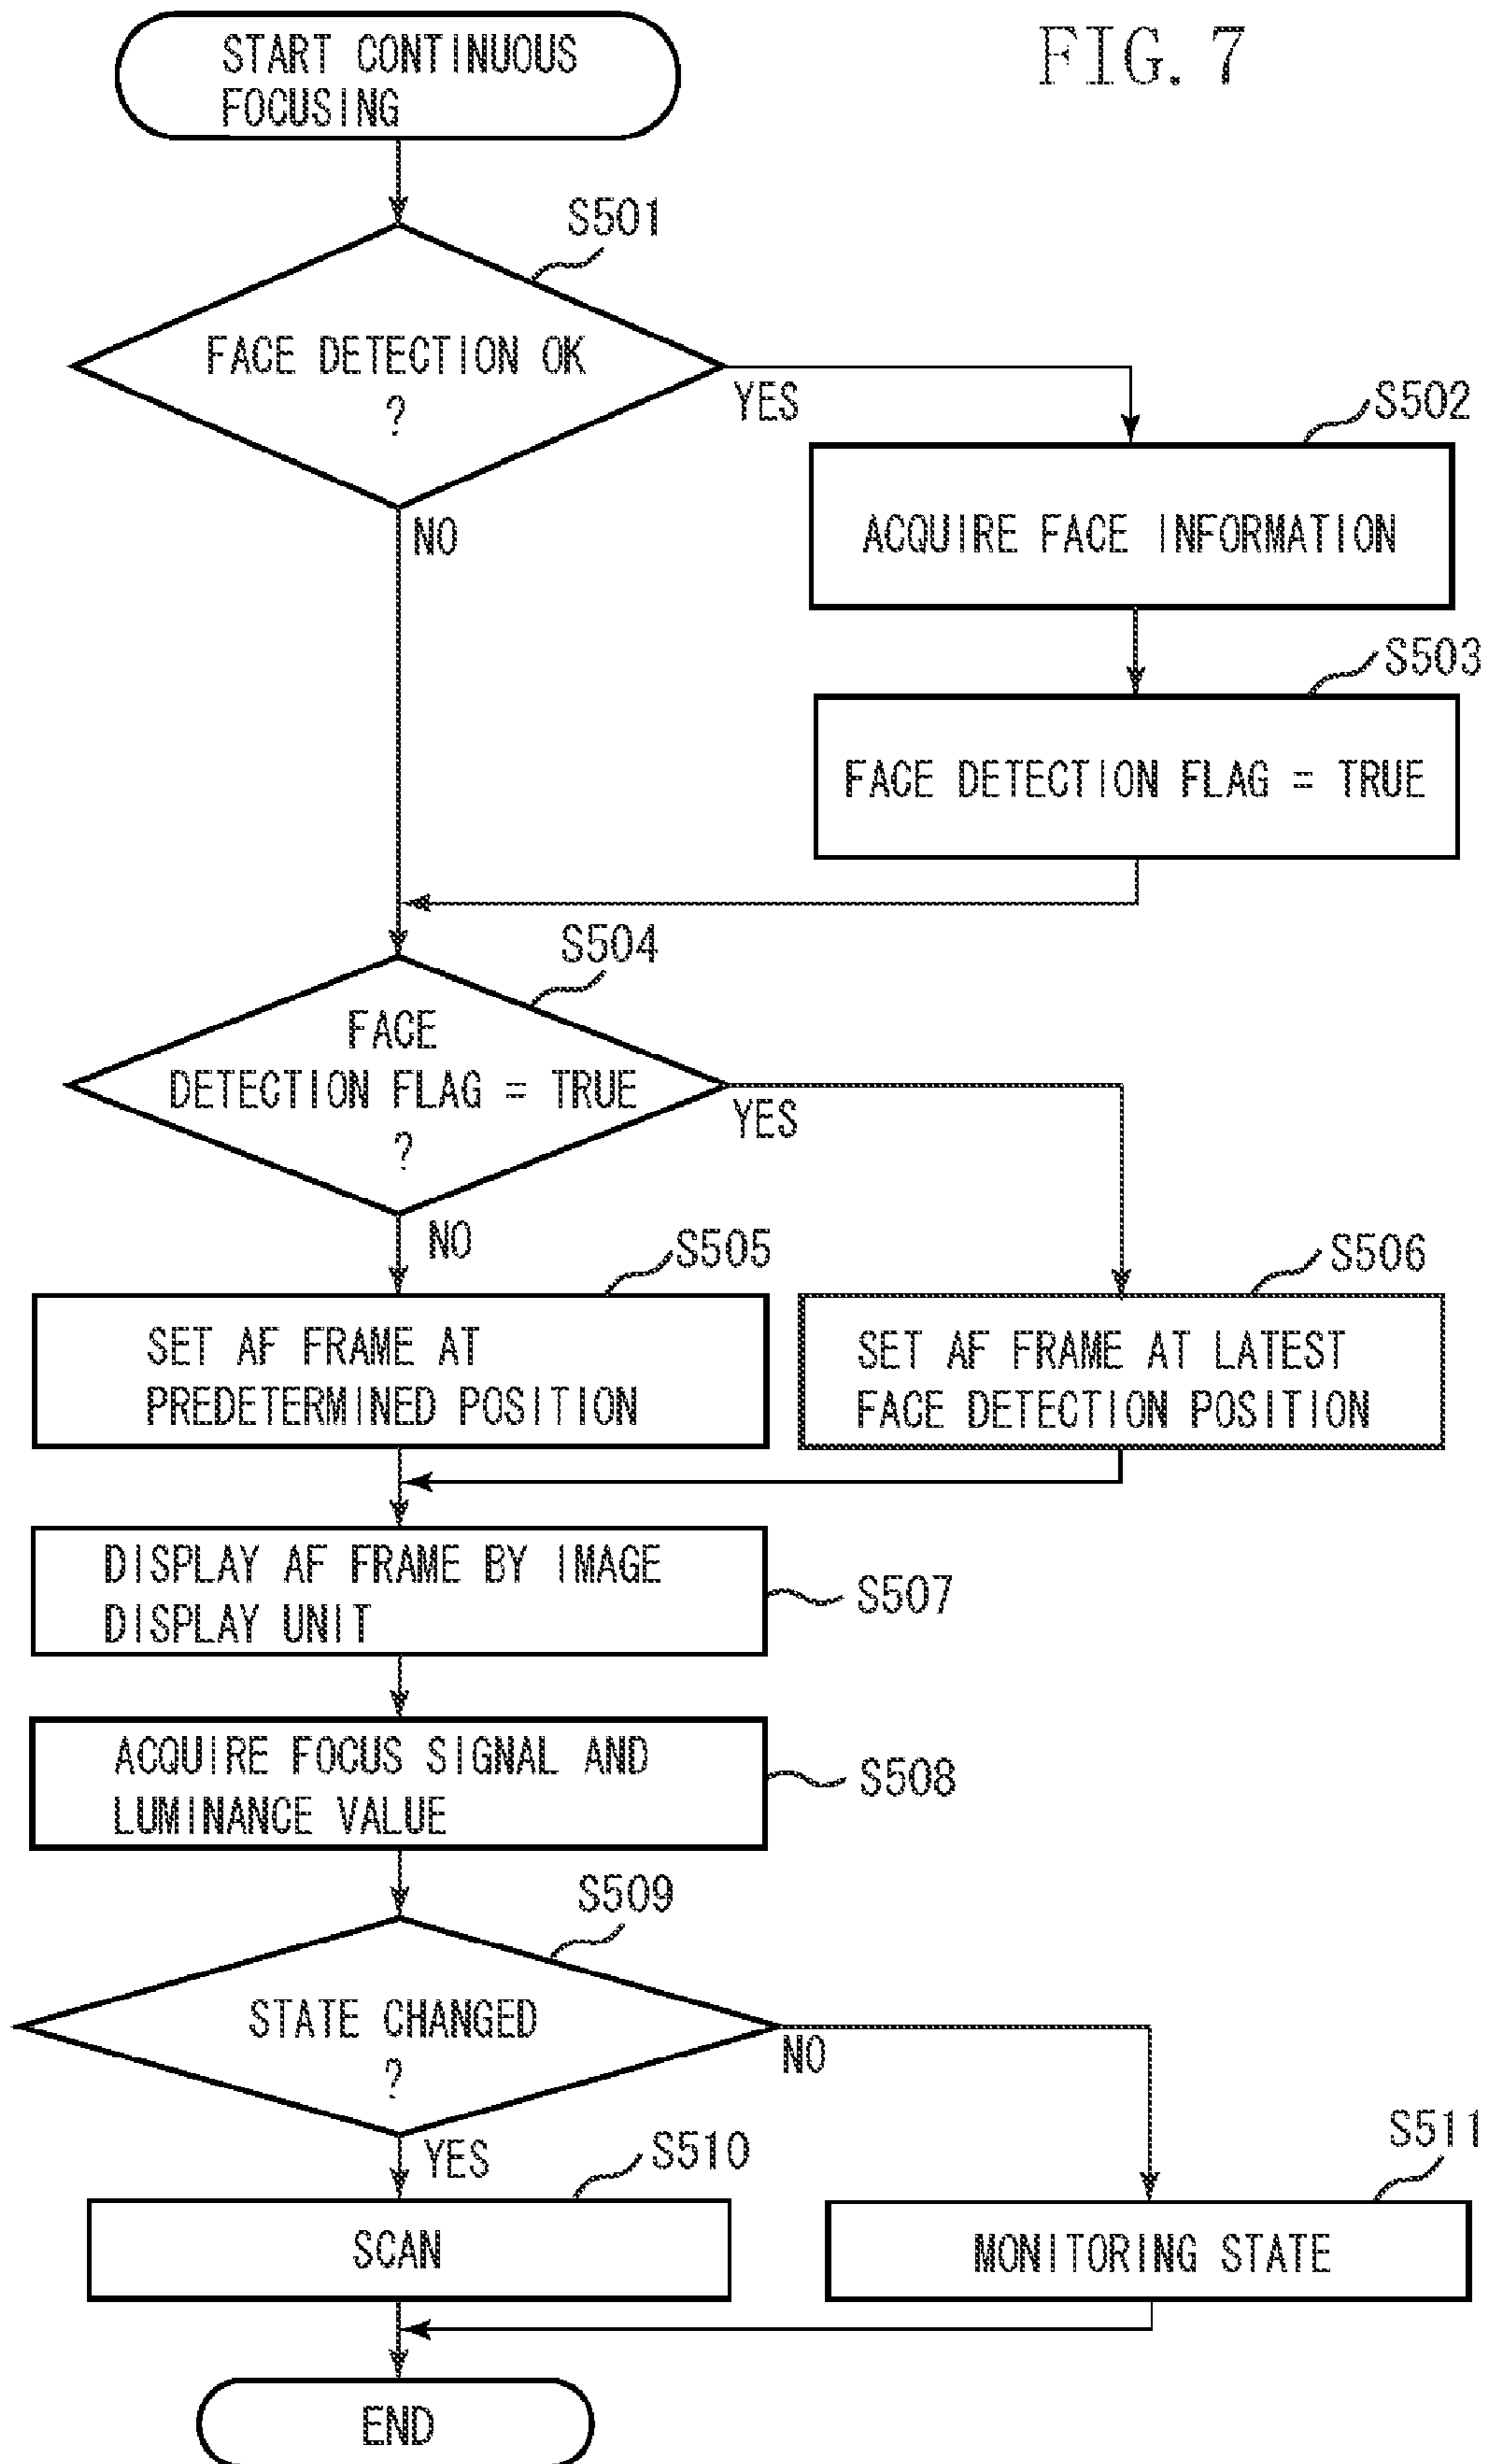 FIG. 7
START CONTINUOUS
FOCUSING
S501
FACE DETECTION OK
?
YES
NO
S502
ACQUIRE FACE INFORMATION
S503
FACE DETECTION FLAG = TRUE
S504
FACE
DETECTION FLAG = TRUE
?
YES
NO
S505
SET AF FRAME AT
PREDETERMINED POSITION
S506
SET AF FRAME AT LATEST
FACE DETECTION POSITION
DISPLAY AF FRAME BY IMAGE
DISPLAY UNIT
S507
ACQUIRE FOCUS SIGNAL AND
LUMINANCE VALUE
S508
S509
STATE CHANGED
?
NO
YES
S510
SCAN
S511
MONITORING STATE
END